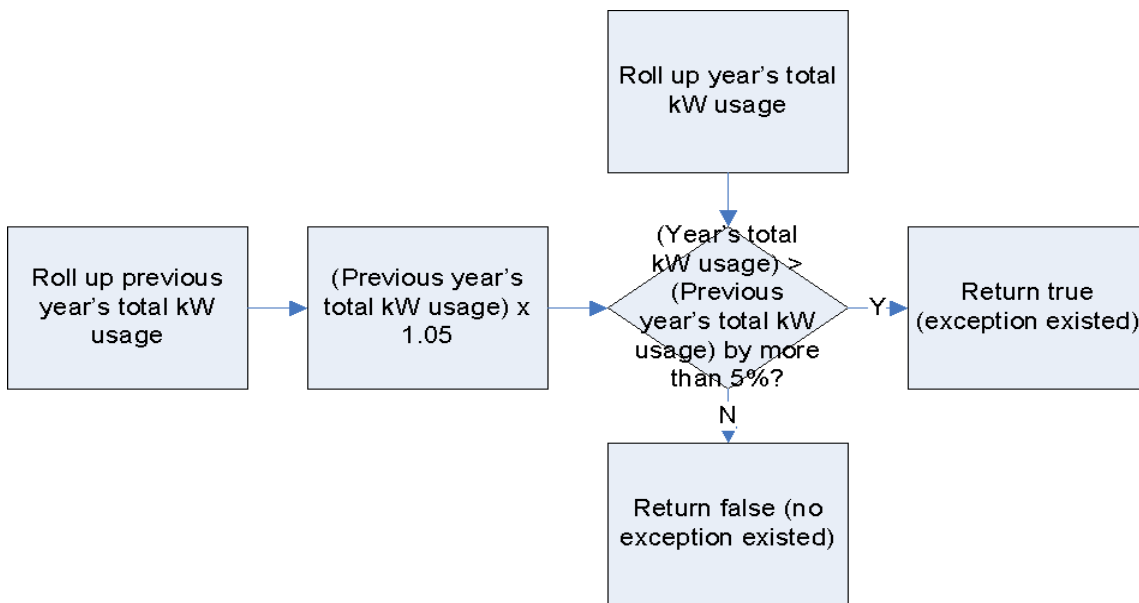 Roll up year’s total
kW usage
Roll up previous
year’s total kW
usage
(Previous year’s
total kW usage) x
1.05
(Year’s total
kW usage) >
(Previous
year’s total kW
usage) by more
than 5%?
Y
Return true
(exception existed)
N
Return false (no
exception existed)